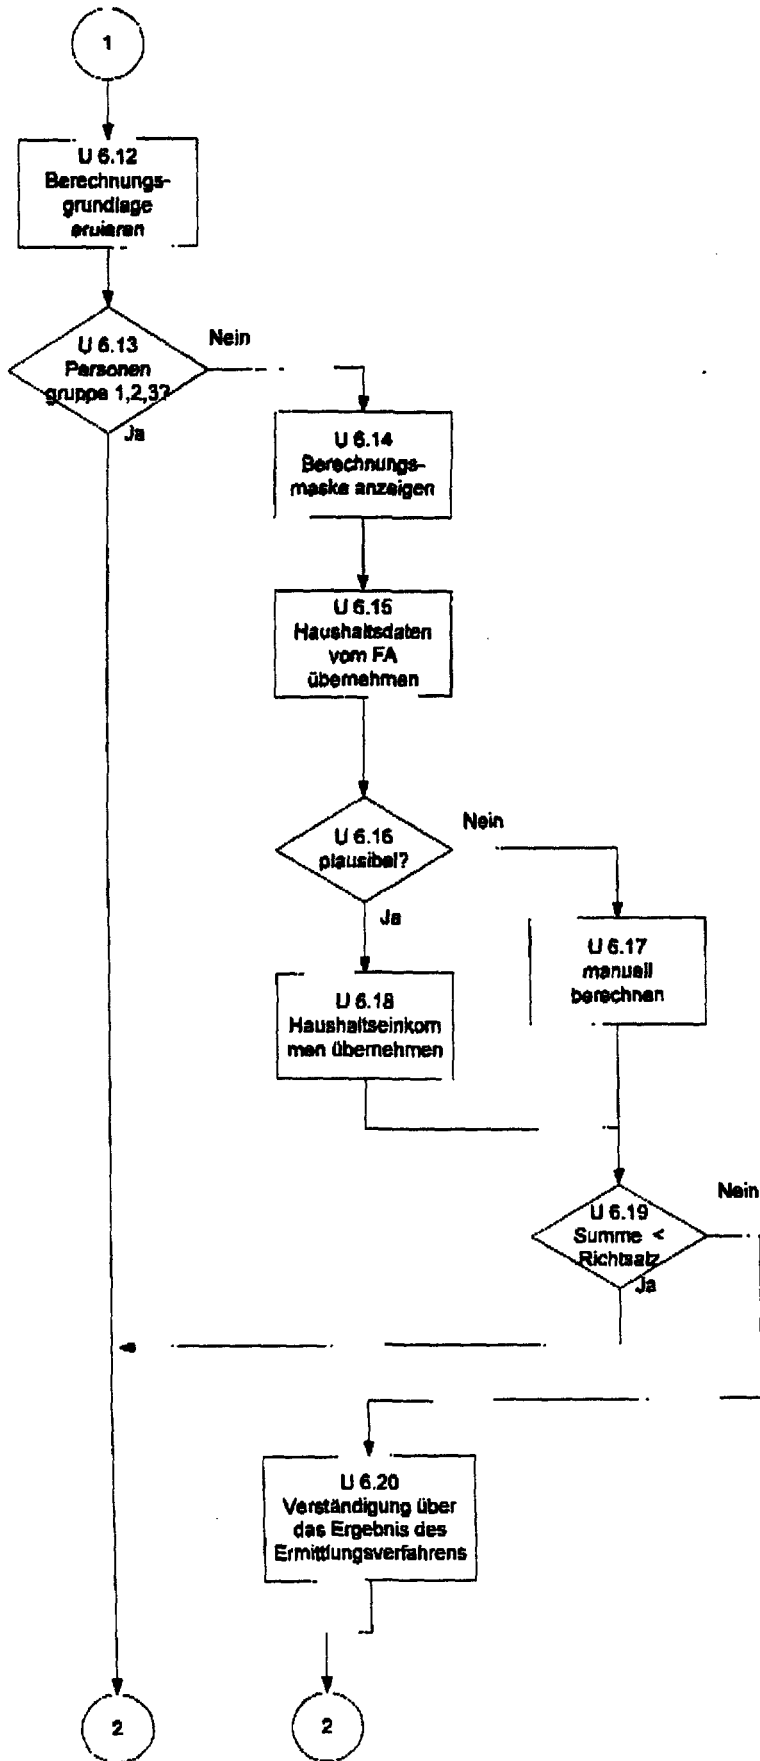 1
U 6.12
Berechnungs-
grundlage
eruieren
U 6.13
Personen
gruppe 1,2,3?
Nein
Ja
U 6.14
Berechnungs-
maske anzeigen
U 6.15
Haushaltsdaten
vom FA
übernehmen
U 6.16
plausibel?
Nein
Ja
U 6.17
manuell
berechnen
U 6.18
Haushaltseinkom
men übernehmen
U 6.19
Summe <
Richtsatz
Nein
Ja
U 6.20
Verständigung über
das Ergebnis des
Ermittlungsverfahrens
2
2